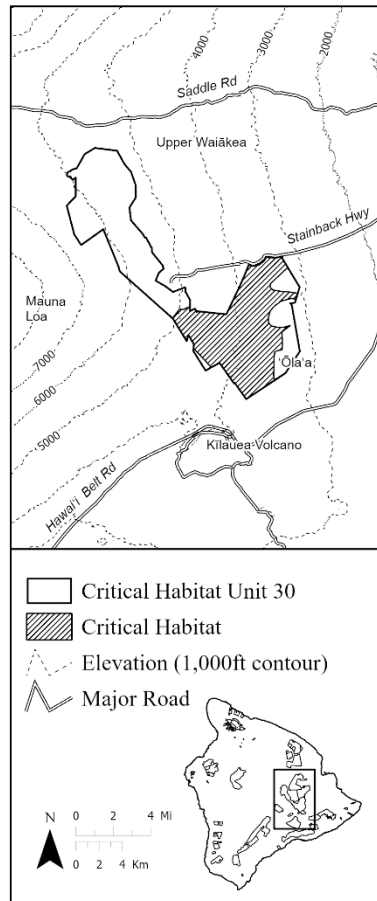 4000
3000
2000
Saddle Rd
Upper Waiākea
Stainback Hwy
Mauna
Loa
7000
6000
5000
ʻŌlaʻa
Kīlauea Volcano
Hawaiʻi Belt Rd
Critical Habitat Unit 30
Critical Habitat
Elevation (1,000ft contour)
Major Road
N
0 2 4 Mi
0 2 4 Km